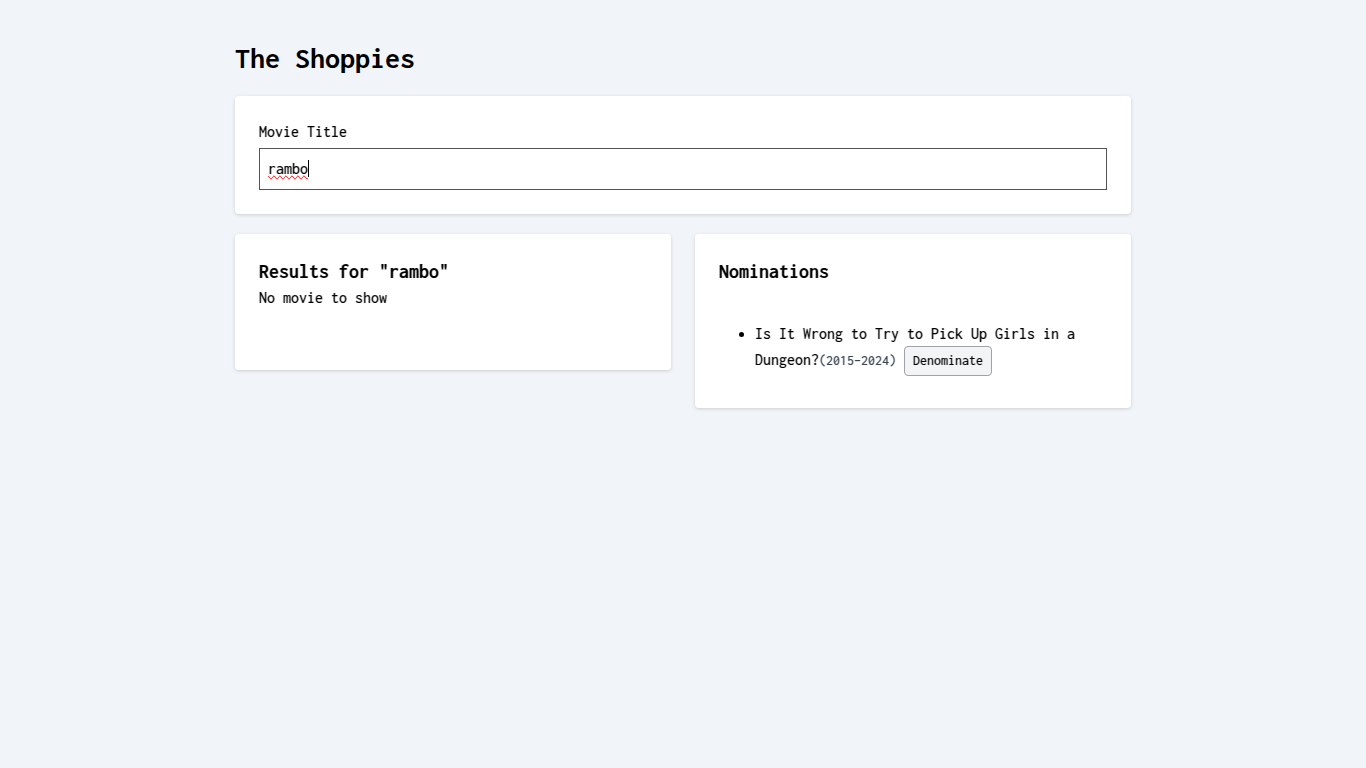 The Shoppies
Movie Title
rambo
Results for "rambo"
No movie to show
Nominations
Is It Wrong to Try to Pick Up Girls in a
Dungeon?(2015–2024) Denominate